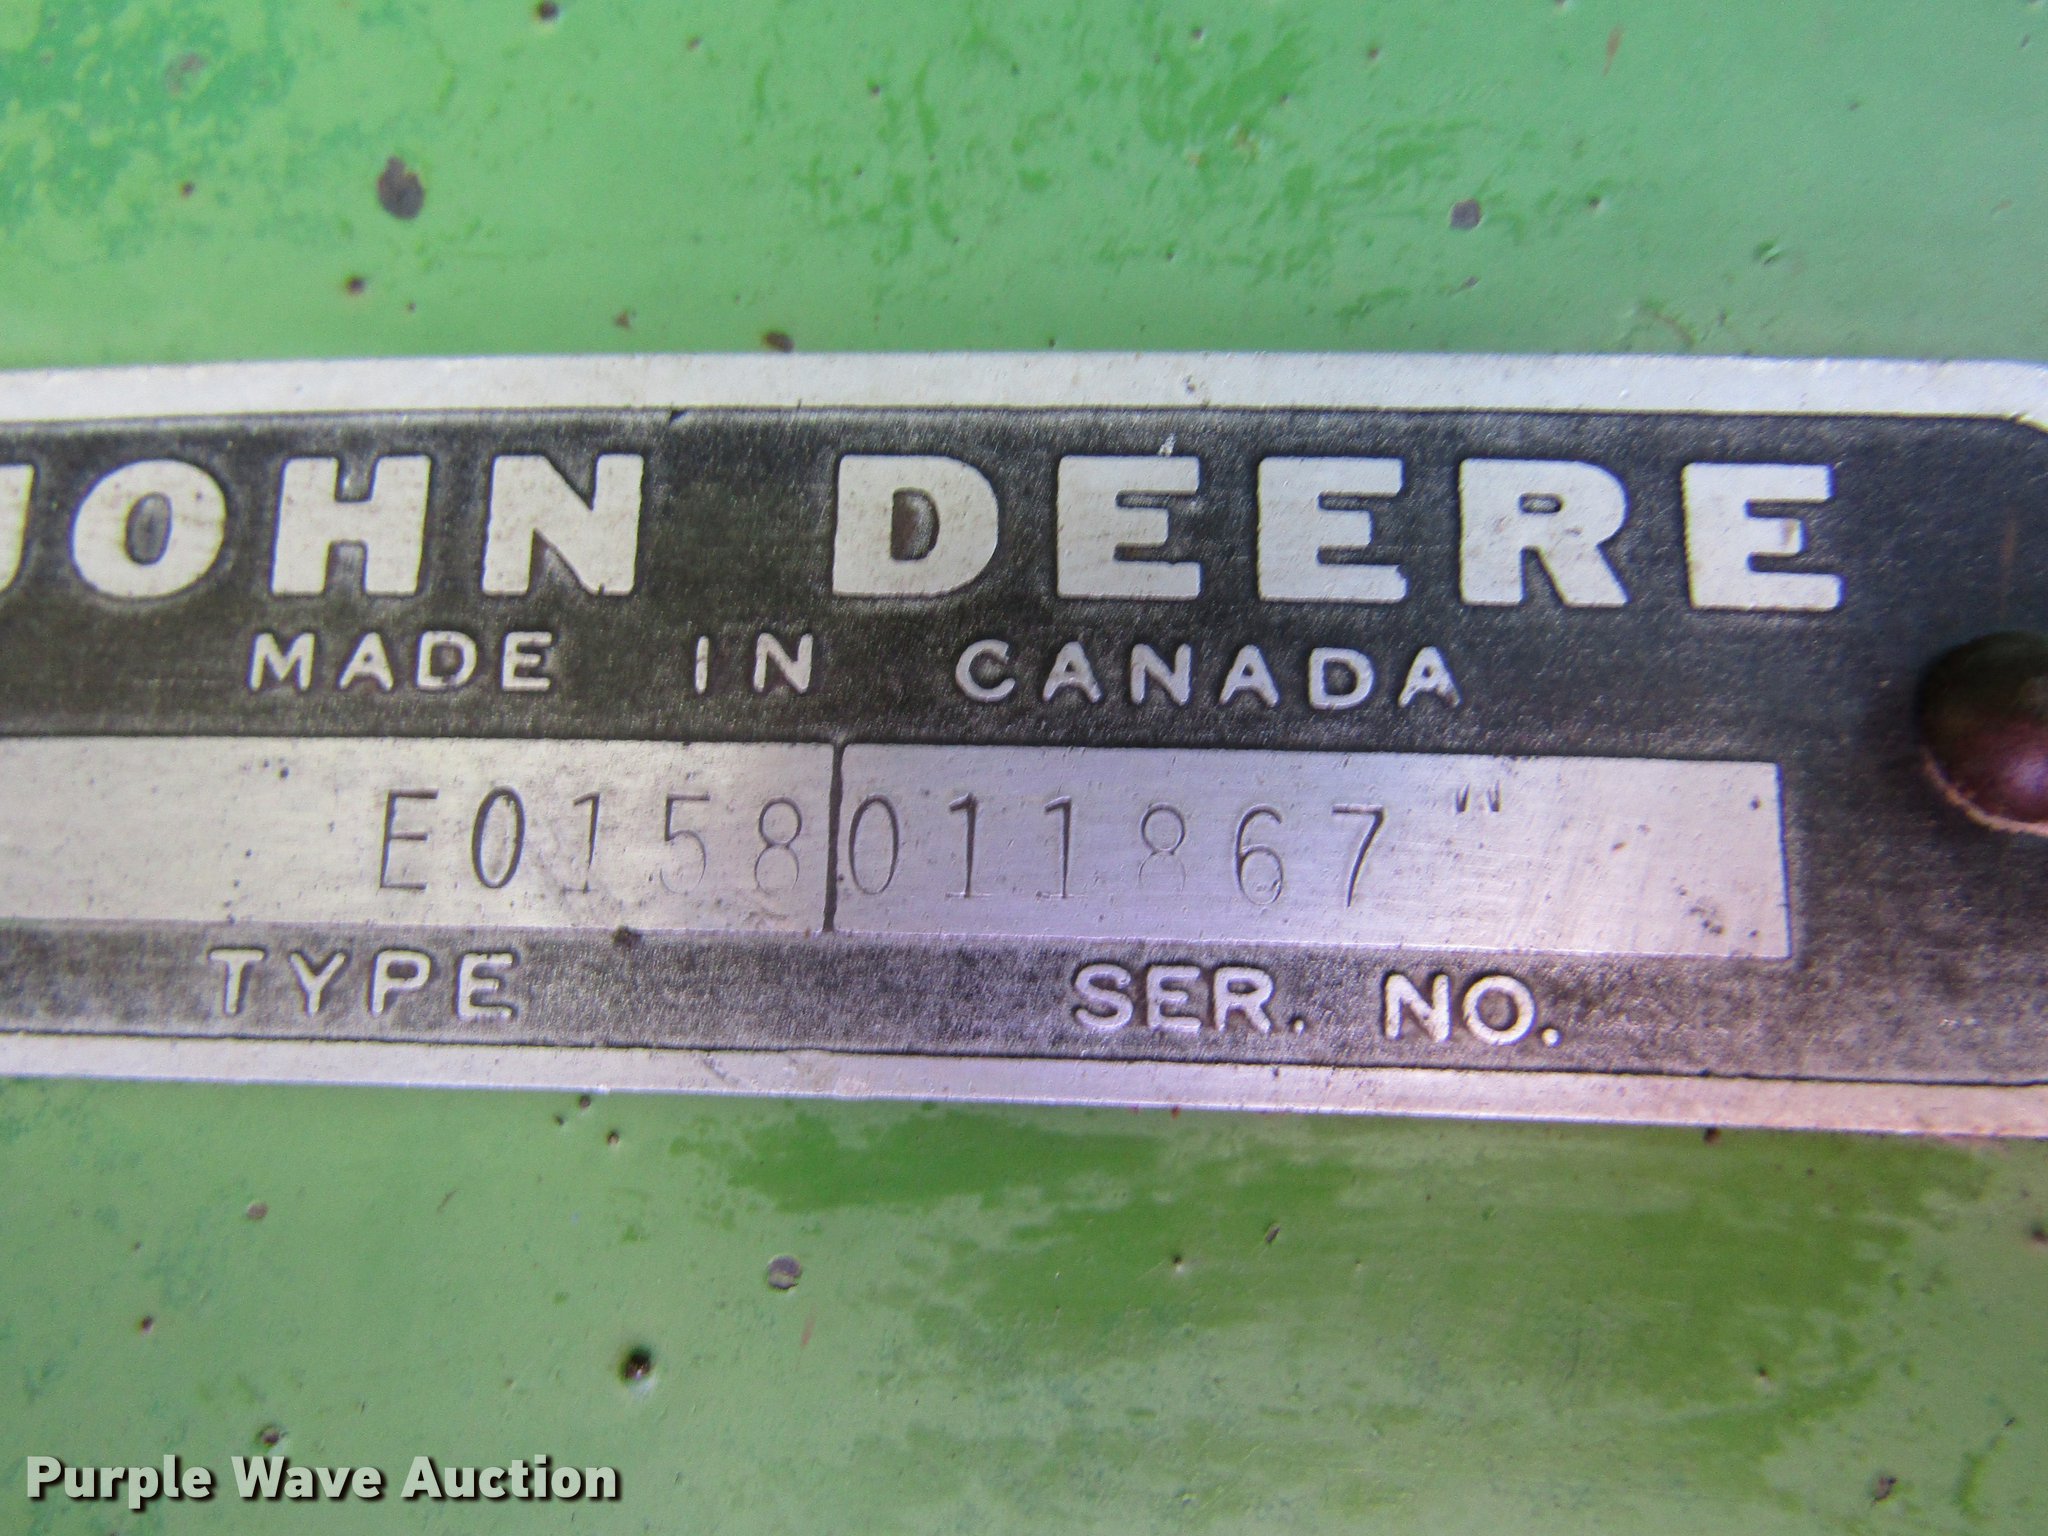 JOHN DEERE
MADE IN CANADA
E0158 011867 "
TYPE SER. NO.
Purple Wave Auction